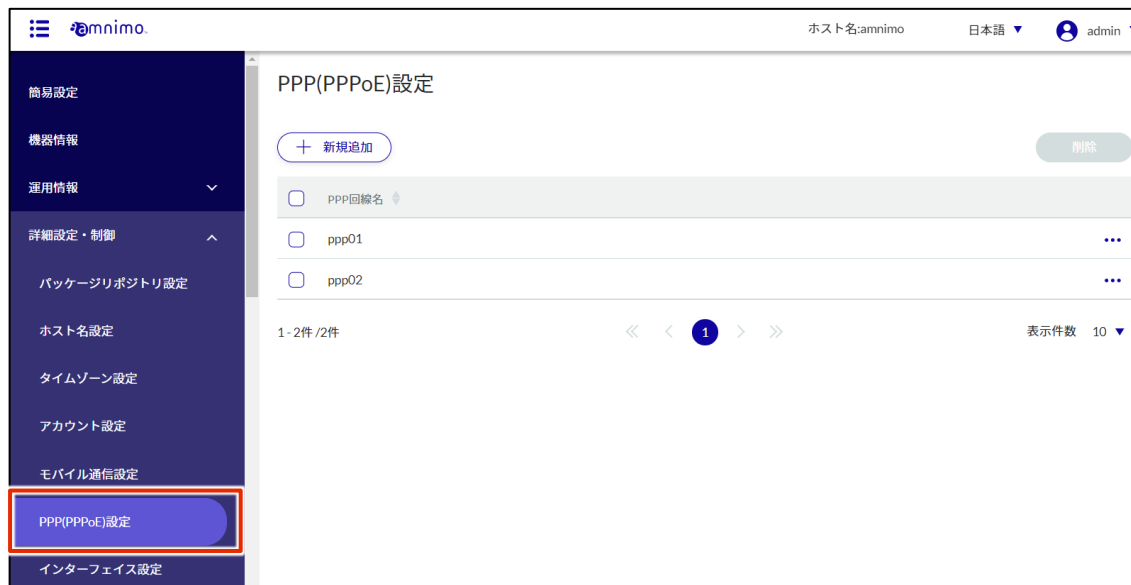 amnimo.
ホスト名:amnimo
日本語
admin
簡易設定
機器情報
運用情報
詳細設定・制御
パッケージリポジトリ設定
ホスト名設定
タイムゾーン設定
アカウント設定
モバイル通信設定
PPP(PPPoE)設定
インターフェイス設定
PPP(PPPoE)設定
新規追加
削除
PPP回線名
ppp01
ppp02
1 - 2件 /2件
1
表示件数 10